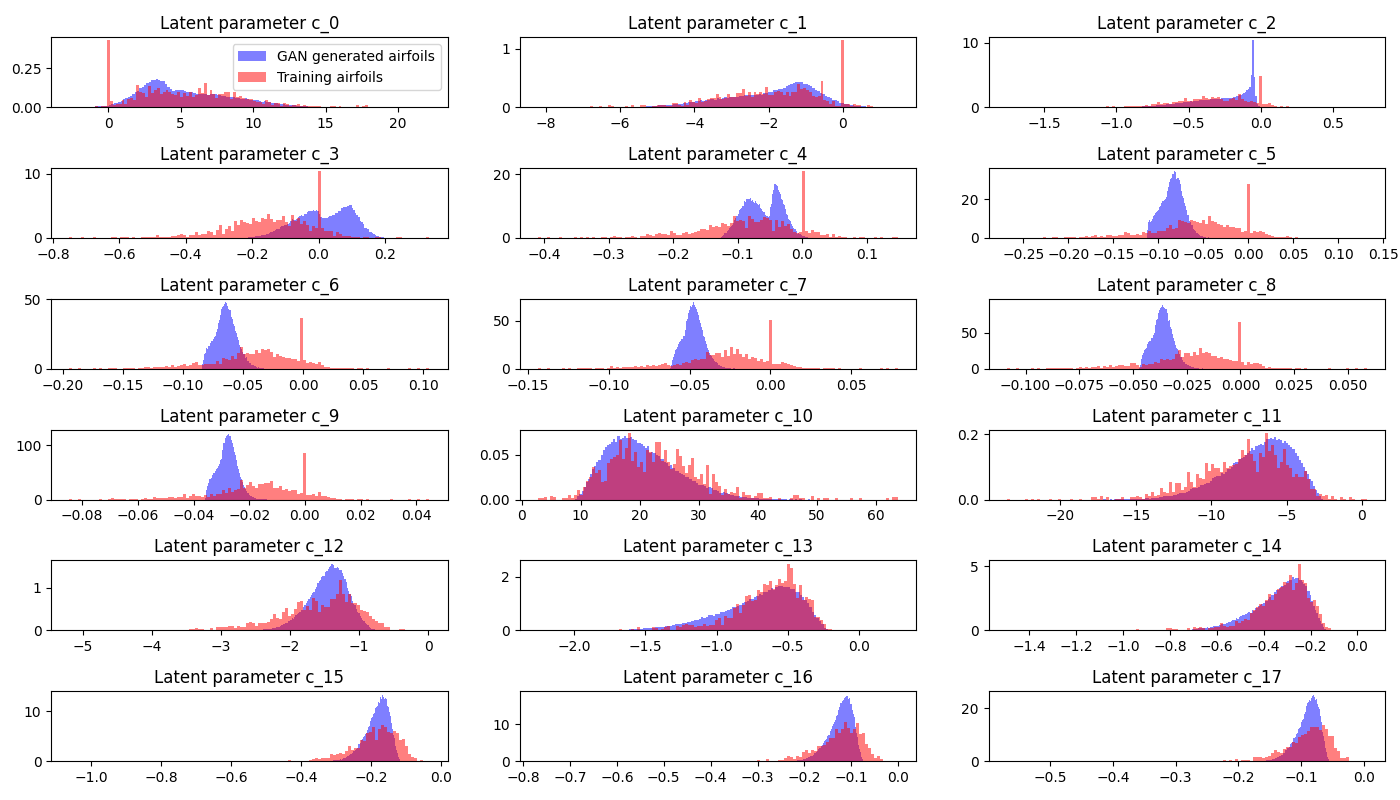 Latent parameter c_0
GAN generated airfoils
Training airfoils
0.25
0.00
0 5 10 15 20
Latent parameter c_1
1
0
−8 −6 −4 −2 0
Latent parameter c_2
10
0
−1.5 −1.0 −0.5 0.0 0.5
Latent parameter c_3
10
0
−0.8 −0.6 −0.4 −0.2 0.0 0.2
Latent parameter c_4
20
0
−0.4 −0.3 −0.2 −0.1 0.0 0.1
Latent parameter c_5
20
0
−0.25 −0.20 −0.15 −0.10 −0.05 0.00 0.05 0.10 0.15
Latent parameter c_6
50
0
−0.20 −0.15 −0.10 −0.05 0.00 0.05 0.10
Latent parameter c_7
50
0
−0.15 −0.10 −0.05 0.00 0.05
Latent parameter c_8
50
0
−0.100 −0.075 −0.050 −0.025 0.000 0.025 0.050
Latent parameter c_9
100
0
−0.08 −0.06 −0.04 −0.02 0.00 0.02 0.04
Latent parameter c_10
0.05
0.00
0 10 20 30 40 50 60
Latent parameter c_11
0.2
0.0
−20 −15 −10 −5 0
Latent parameter c_12
1
0
−5 −4 −3 −2 −1 0
Latent parameter c_13
2
0
−2.0 −1.5 −1.0 −0.5 0.0
Latent parameter c_14
5
0
−1.4 −1.2 −1.0 −0.8 −0.6 −0.4 −0.2 0.0
Latent parameter c_15
10
0
−1.0 −0.8 −0.6 −0.4 −0.2 0.0
Latent parameter c_16
10
0
−0.8 −0.7 −0.6 −0.5 −0.4 −0.3 −0.2 −0.1 0.0
Latent parameter c_17
20
0
−0.5 −0.4 −0.3 −0.2 −0.1 0.0